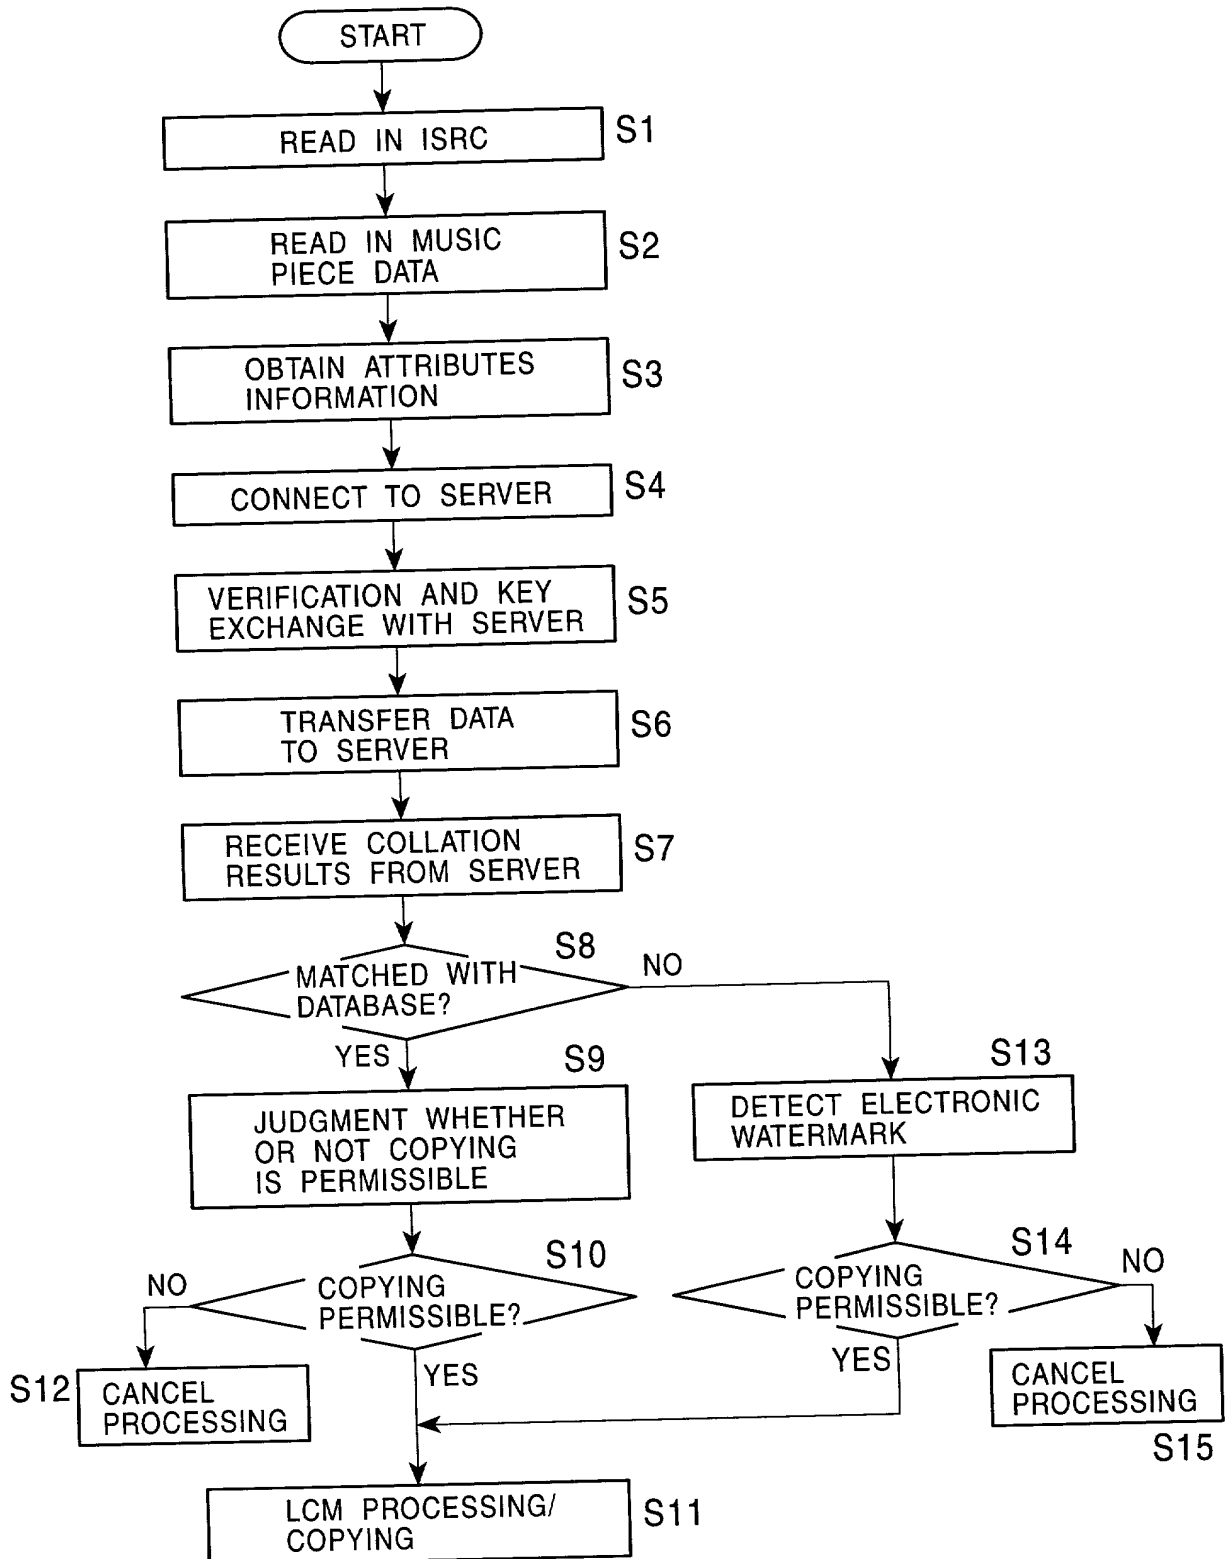 START
READ IN ISRC
S1
READ IN MUSIC
PIECE DATA
S2
OBTAIN ATTRIBUTES
INFORMATION
S3
CONNECT TO SERVER
S4
VERIFICATION AND KEY
EXCHANGE WITH SERVER
S5
TRANSFER DATA
TO SERVER
S6
RECEIVE COLLATION
RESULTS FROM SERVER
S7
S8
MATCHED WITH
DATABASE?
NO
YES
S9
JUDGMENT WHETHER
OR NOT COPYING
IS PERMISSIBLE
S13
DETECT ELECTRONIC
WATERMARK
S10
COPYING
PERMISSIBLE?
NO
YES
S14
COPYING
PERMISSIBLE?
NO
YES
S12
CANCEL
PROCESSING
CANCEL
PROCESSING
S15
LCM PROCESSING/
COPYING
S11